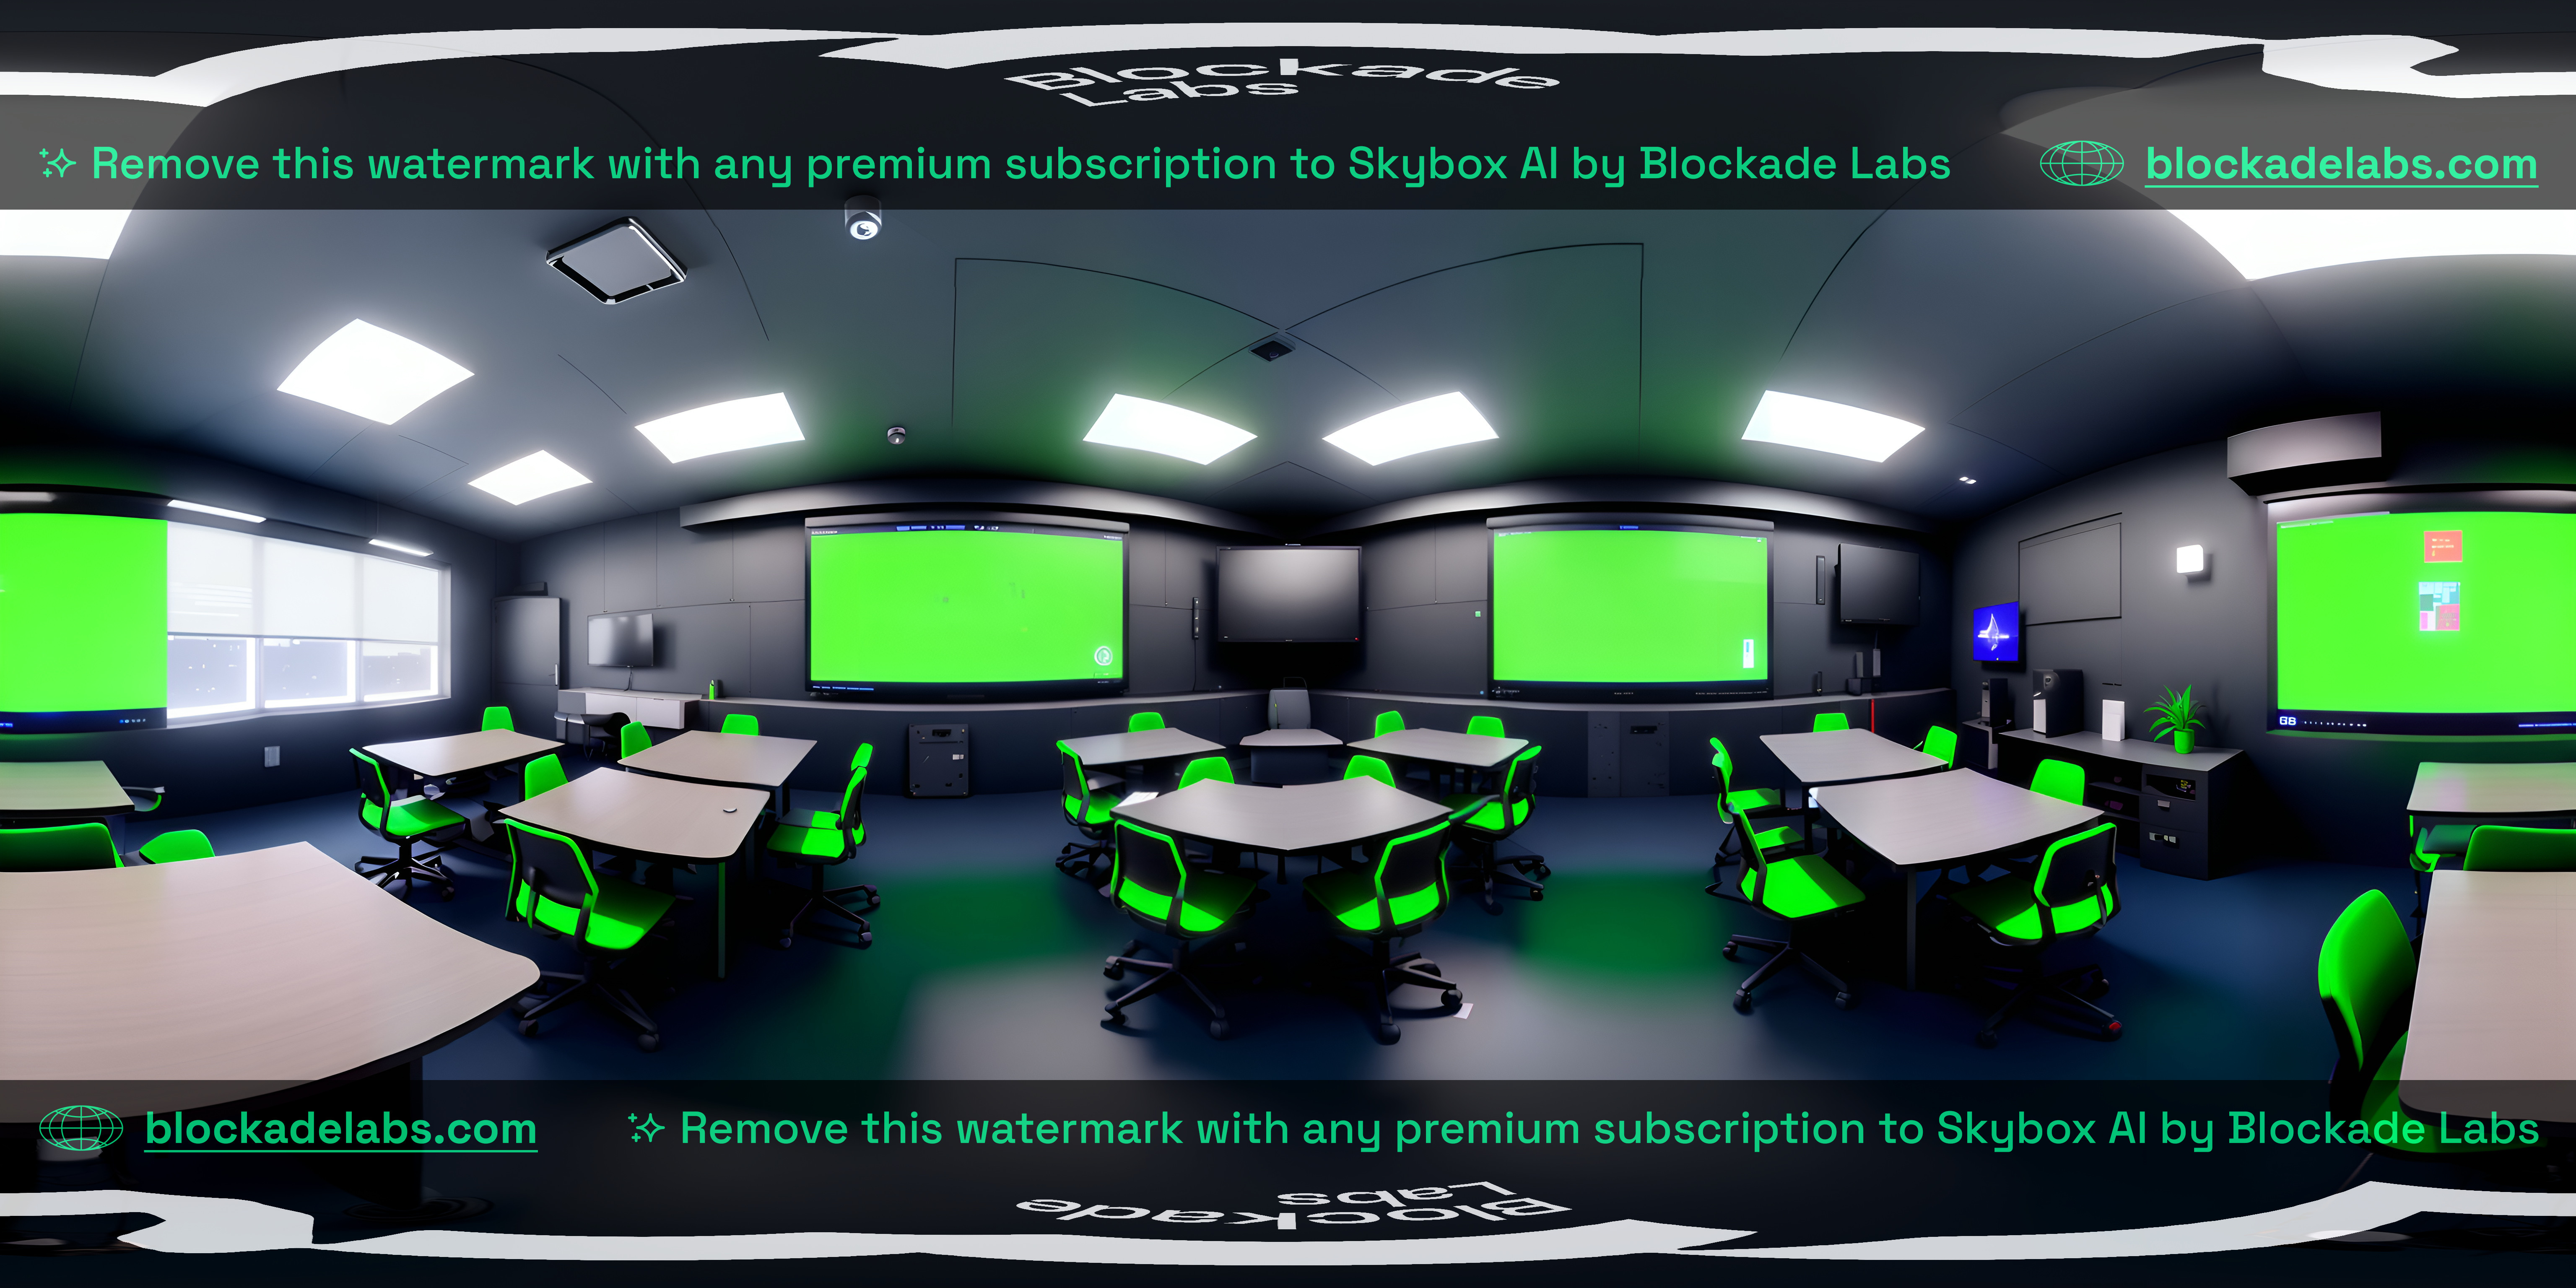 Blockade
Labs
Remove this watermark with any premium subscription to Skybox AI by Blockade Labs
blockadelabs.com
blockadelabs.com
Remove this watermark with any premium subscription to Skybox AI by Blockade Labs
Labs
Blockade